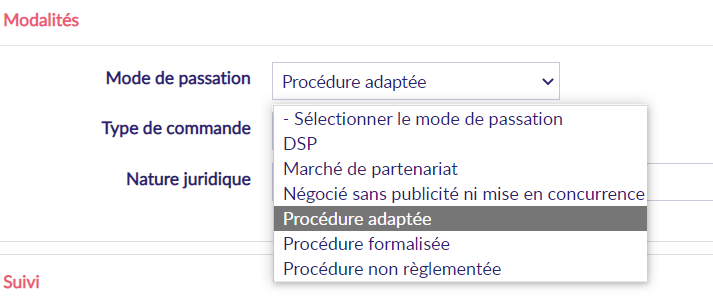 Modalités
Mode de passation
Procédure adaptée
- Sélectionner le mode de passation
Type de commande
DSP
Marché de partenariat
Nature juridique
Négocié sans publicité ni mise en concurrence
Procédure adaptée
Procédure formalisée
Procédure non règlementée
Suivi